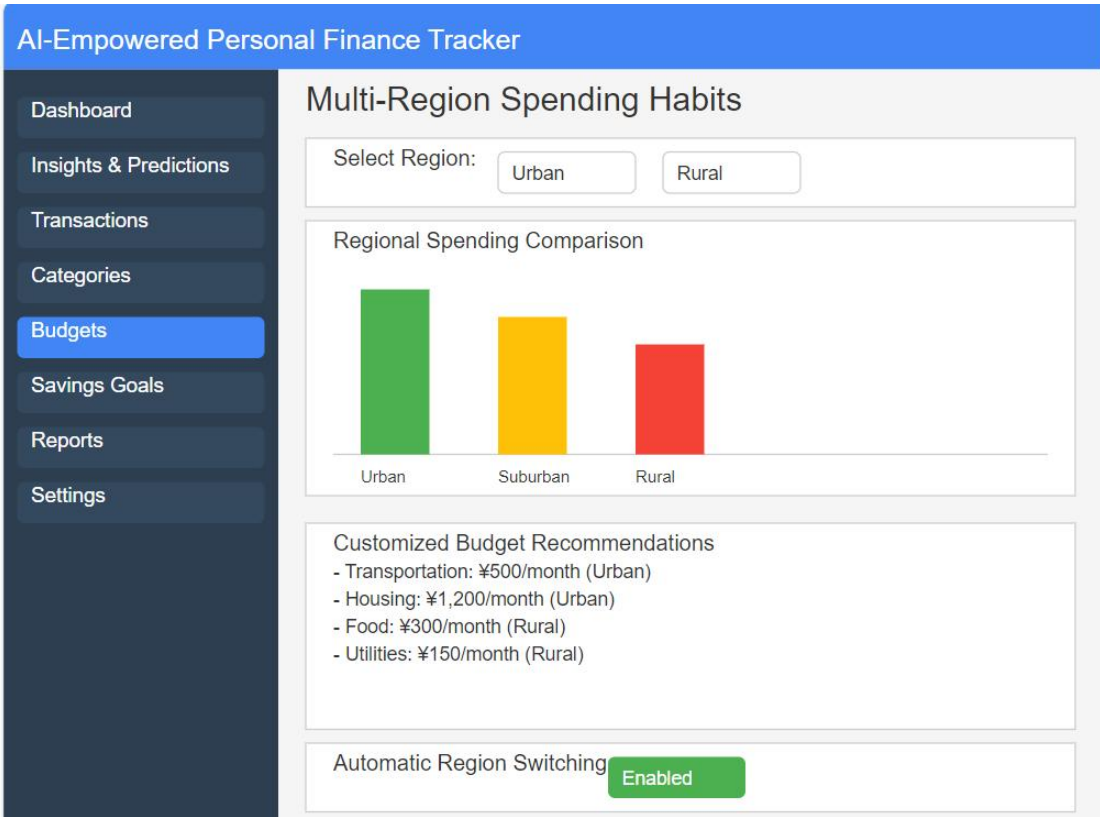 AI-Empowered Personal Finance Tracker
Dashboard
Insights & Predictions
Transactions
Categories
Budgets
Savings Goals
Reports
Settings
Multi-Region Spending Habits
Select Region: Urban Rural
Regional Spending Comparison
Urban Suburban Rural
Customized Budget Recommendations
- Transportation: ¥500/month (Urban)
- Housing: ¥1,200/month (Urban)
- Food: ¥300/month (Rural)
- Utilities: ¥150/month (Rural)
Automatic Region Switching Enabled